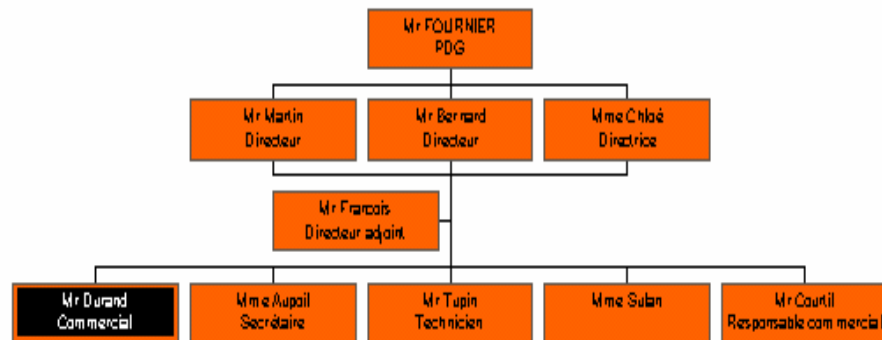 Mr FOURNIER
PDG
Mr Martin
Directeur
Mr Bernard
Directeur
Mme Chloé
Directrice
Mr Francois
Directeur adjoint
Mr Durand
Commercial
Mme Aupail
Secrétaire
Mr Tupin
Technicien
Mme Sulan
Mr Courtil
Responsable commercial